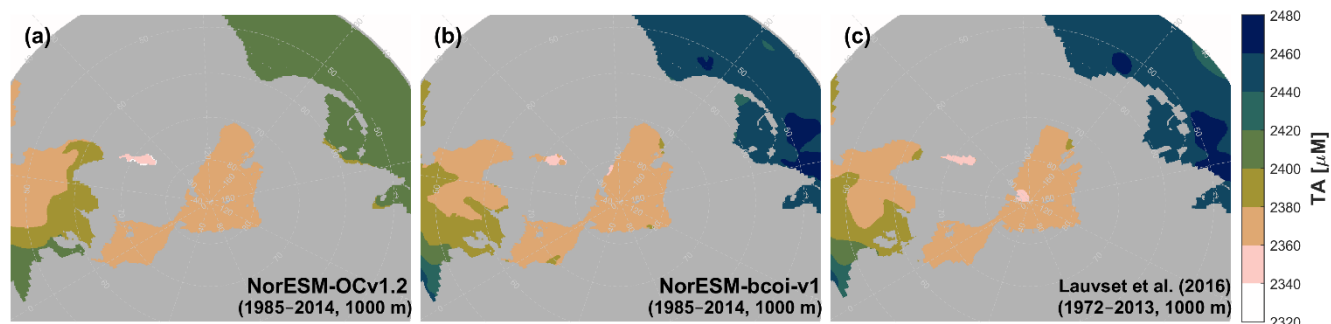 (a)
NorESM-OCv1.2
(1985−2014, 1000 m)
(b)
NorESM-bcoi-v1
(1985−2014, 1000 m)
(c)
Lauvset et al. (2016)
(1972−2013, 1000 m)
2480
2460
2440
2420
2400
2380
2360
2340
2320
TA [μM]